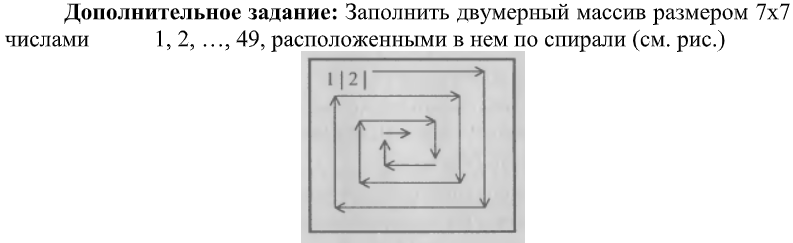 Дополнительное задание: Заполнить двумерный массив размером 7х7
числами 1, 2, …, 49, расположенными в нем по спирали (см. рис.)
1|2|